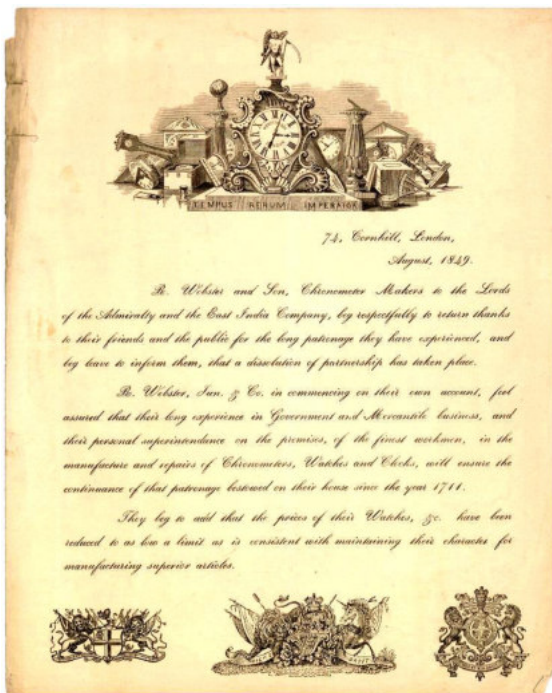 TEMPUS RERUM IMPERATOR
74, Cornhill, London,
August, 1849.
R. Webster and Son, Chronometer Makers to the Lords
of the Admiralty and the East India Company, beg respectfully to return thanks
to their friends and the public for the long patronage they have experienced, and
beg leave to inform them, that a dissolution of partnership has taken place.
R. Webster, Jun. & Co. in commencing on their own account, feel
assured that their long experience in Government and Mercantile business, and
their personal superintendance on the premises, of the finest workmen, in the
manufacture and repairs of Chronometers, Watches and Clocks, will ensure the
continuance of that patronage bestowed on their house since the year 1711.
They beg to add that the prices of their Watches, &c. have been
reduced to as low a limit as is consistent with maintaining their character for
manufacturing superior articles.